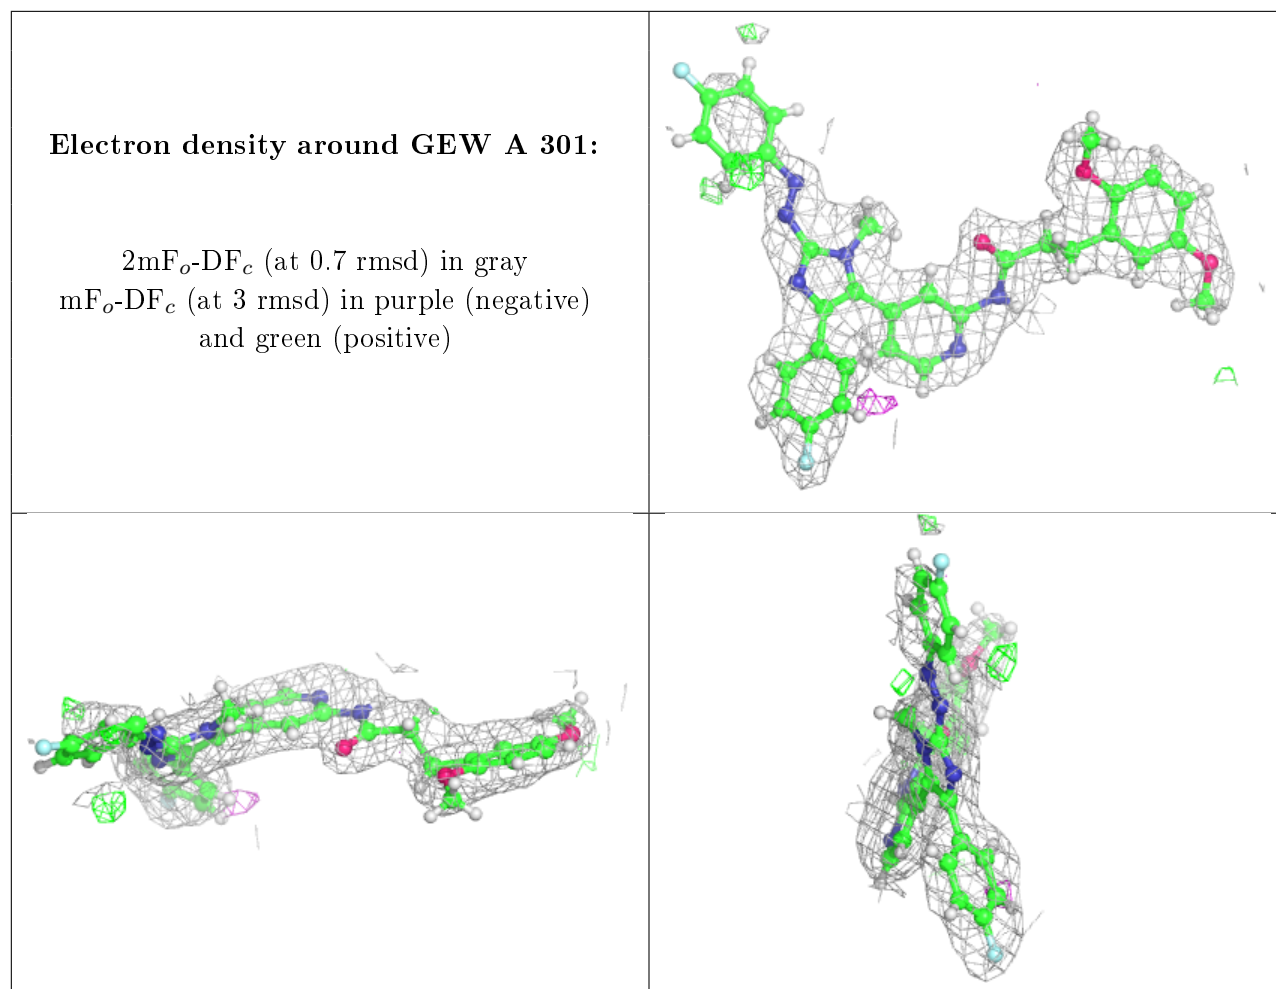 Electron density around GEW A 301:
2mFo-DFc (at 0.7 rmsd) in gray
mFo-DFc (at 3 rmsd) in purple (negative)
and green (positive)